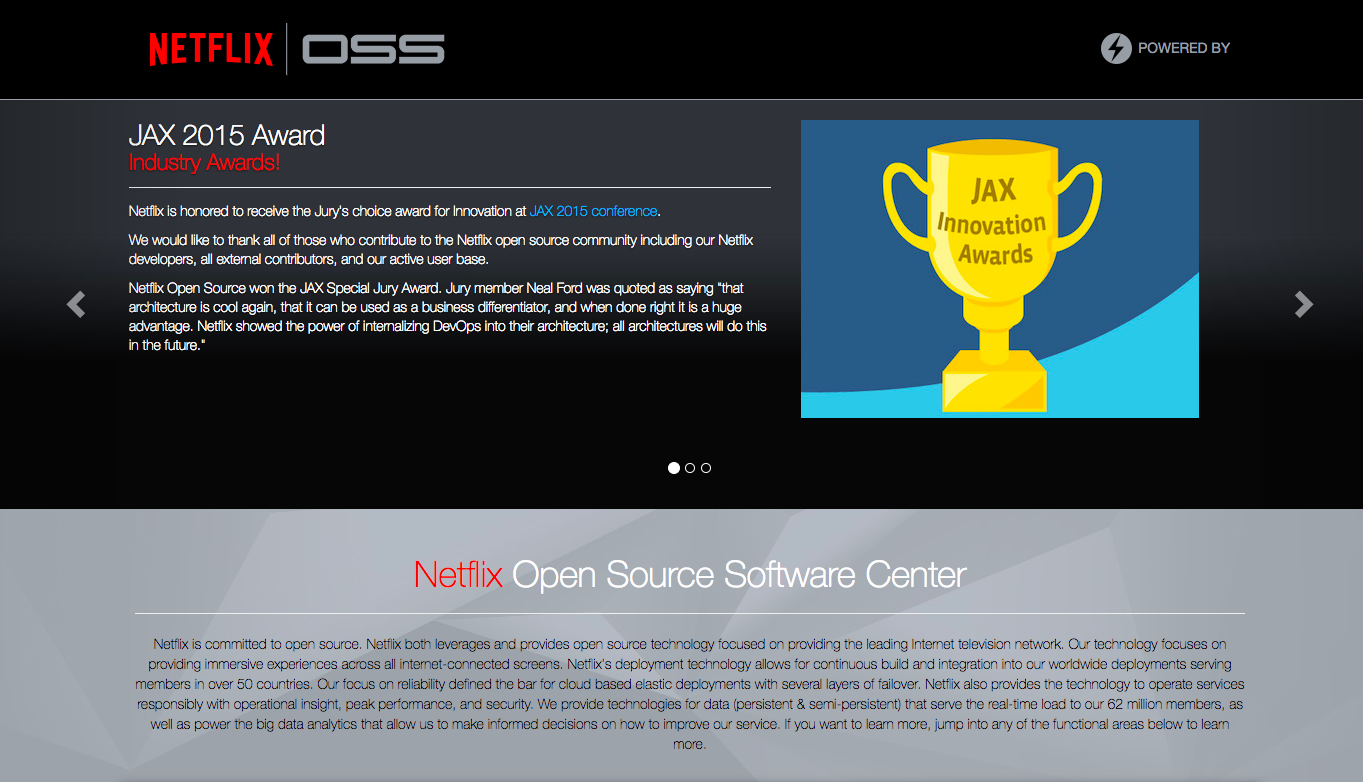 NETFLIX OSS
POWERED BY
JAX 2015 Award
Industry Awards!
Netflix is honored to receive the Jury's choice award for Innovation at JAX 2015 conference.
We would like to thank all of those who contribute to the Netflix open source community including our Netflix
developers, all external contributors, and our active user base.
Netflix Open Source won the JAX Special Jury Award. Jury member Neal Ford was quoted as saying "that
architecture is cool again, that it can be used as a business differentiator, and when done right it is a huge
advantage. Netflix showed the power of internalizing DevOps into their architecture; all architectures will do this
in the future."
JAX
Innovation
Awards
Netflix Open Source Software Center
Netflix is committed to open source. Netflix both leverages and provides open source technology focused on providing the leading Internet television network. Our technology focuses on
providing immersive experiences across all internet-connected screens. Netflix's deployment technology allows for continuous build and integration into our worldwide deployments serving
members in over 50 countries. Our focus on reliability defined the bar for cloud based elastic deployments with several layers of failover. Netflix also provides the technology to operate services
responsibly with operational insight, peak performance, and security. We provide technologies for data (persistent & semi-persistent) that serve the real-time load to our 62 million members, as
well as power the big data analytics that allow us to make informed decisions on how to improve our service. If you want to learn more, jump into any of the functional areas below to learn
more.